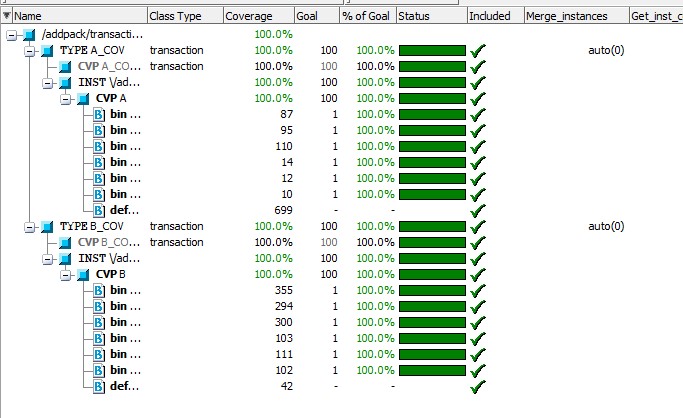 Name Class Type Coverage Goal % of Goal Status Included Merge_instances Get_inst_c
/addpack/transacti... 100.0%
TYPE A_COV transaction 100.0% 100 100.0% auto(0)
CVP A_CO... transaction 100.0% 100 100.0%
INST \/ad... 100.0% 100 100.0%
CVP A 100.0% 100 100.0%
B bin ... 87 1 100.0%
B bin ... 95 1 100.0%
B bin ... 110 1 100.0%
B bin ... 14 1 100.0%
B bin ... 12 1 100.0%
B bin ... 10 1 100.0%
B def... 699 - -
TYPE B_COV transaction 100.0% 100 100.0% auto(0)
CVP B_CO... transaction 100.0% 100 100.0%
INST \/ad... 100.0% 100 100.0%
CVP B 100.0% 100 100.0%
B bin ... 355 1 100.0%
B bin ... 294 1 100.0%
B bin ... 300 1 100.0%
B bin ... 103 1 100.0%
B bin ... 111 1 100.0%
B bin ... 102 1 100.0%
B def... 42 - -